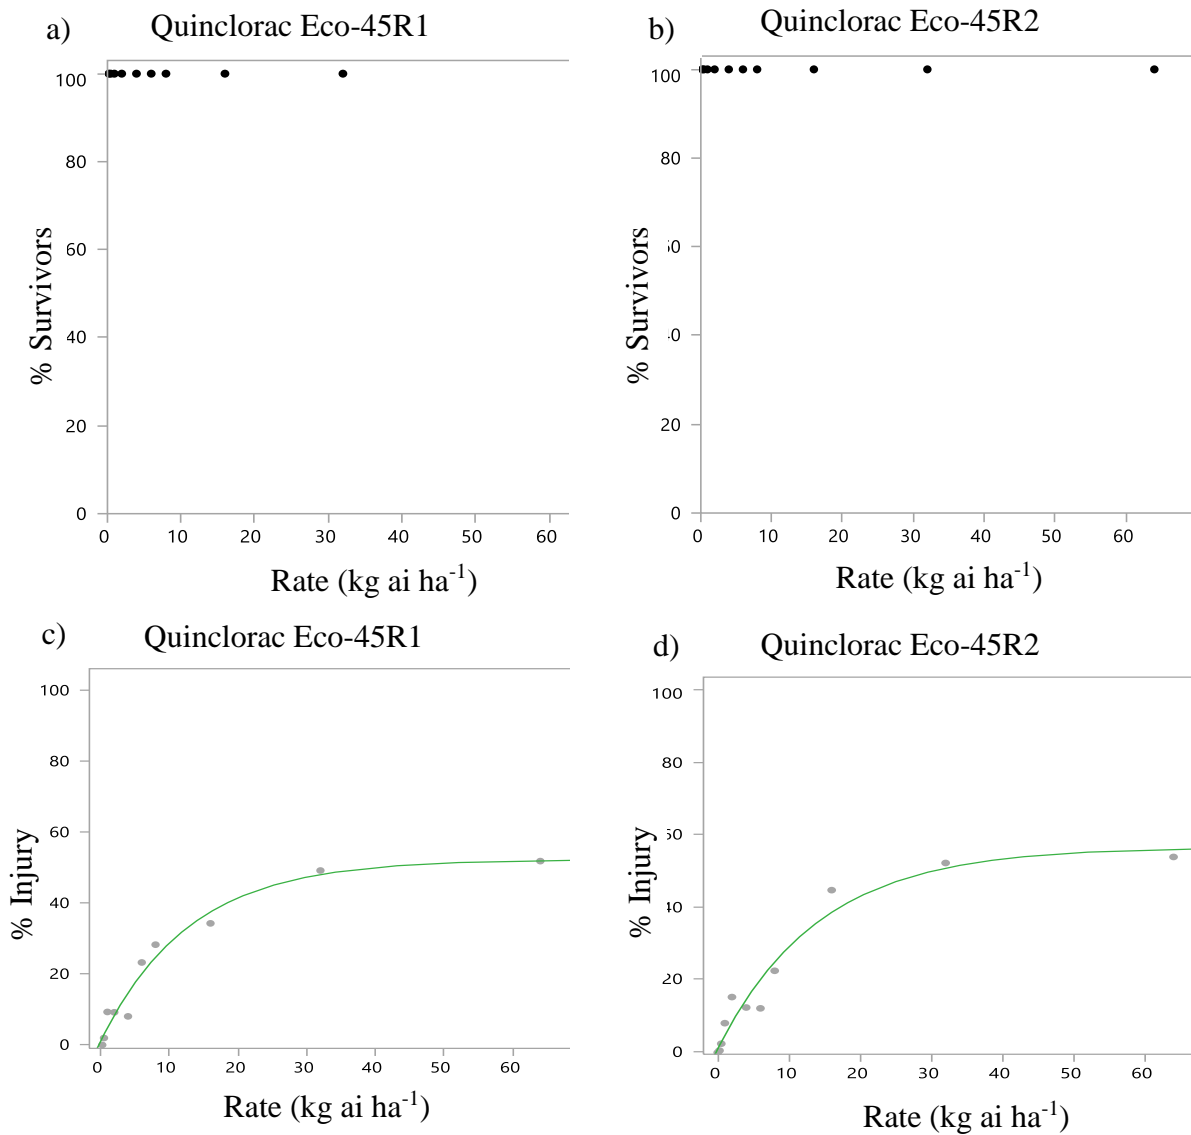 a) Quinclorac Eco-45R1
100
80
60
40
20
0
% Survivors
0 10 20 30 40 50 60
Rate (kg ai ha-1)
b) Quinclorac Eco-45R2
100
80
20
0
% Survivors
0 10 20 30 40 50 60
Rate (kg ai ha-1)
c) Quinclorac Eco-45R1
100
80
60
40
20
0
% Injury
0 10 20 30 40 50 60
Rate (kg ai ha-1)
d) Quinclorac Eco-45R2
100
80
20
0
% Injury
0 10 20 30 40 50 60
Rate (kg ai ha-1)